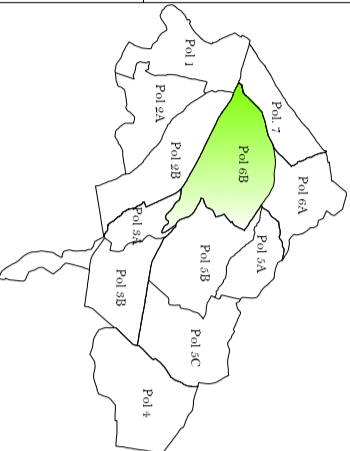 Pol 1
Pol 2A
Pol. 7
Pol 2B
Pol 6B
Pol 6A
Pol 3A
Pol 5A
Pol 5B
Pol 3B
Pol 5C
Pol 4